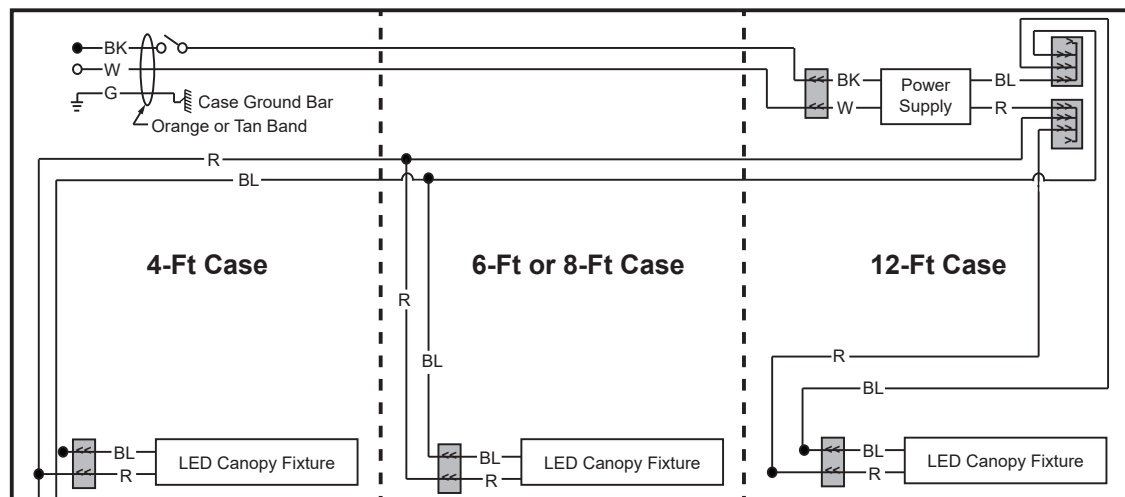 BK
W
G
Case Ground Bar
Orange or Tan Band
BK
W
Power
Supply
BL
R
R
BL
4-Ft Case
6-Ft or 8-Ft Case
12-Ft Case
R
BL
R
BL
BL
R
LED Canopy Fixture
BL
R
LED Canopy Fixture
BL
R
LED Canopy Fixture